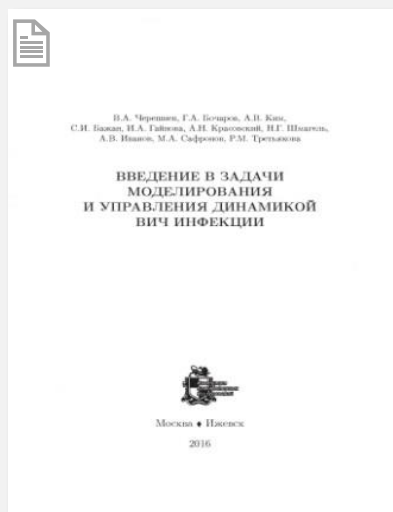 В.А. Черешнев, Г.А. Бочаров, А.В. Ким,
С.И. Бажан, И.А. Гайнова, А.Н. Красовский, Н.Г. Шмагель,
А.В. Иванов, М.А. Сафронов, Р.М. Третьякова
ВВЕДЕНИЕ В ЗАДАЧИ
МОДЕЛИРОВАНИЯ
И УПРАВЛЕНИЯ ДИНАМИКОЙ
ВИЧ ИНФЕКЦИИ
Москва ♦ Ижевск
2016